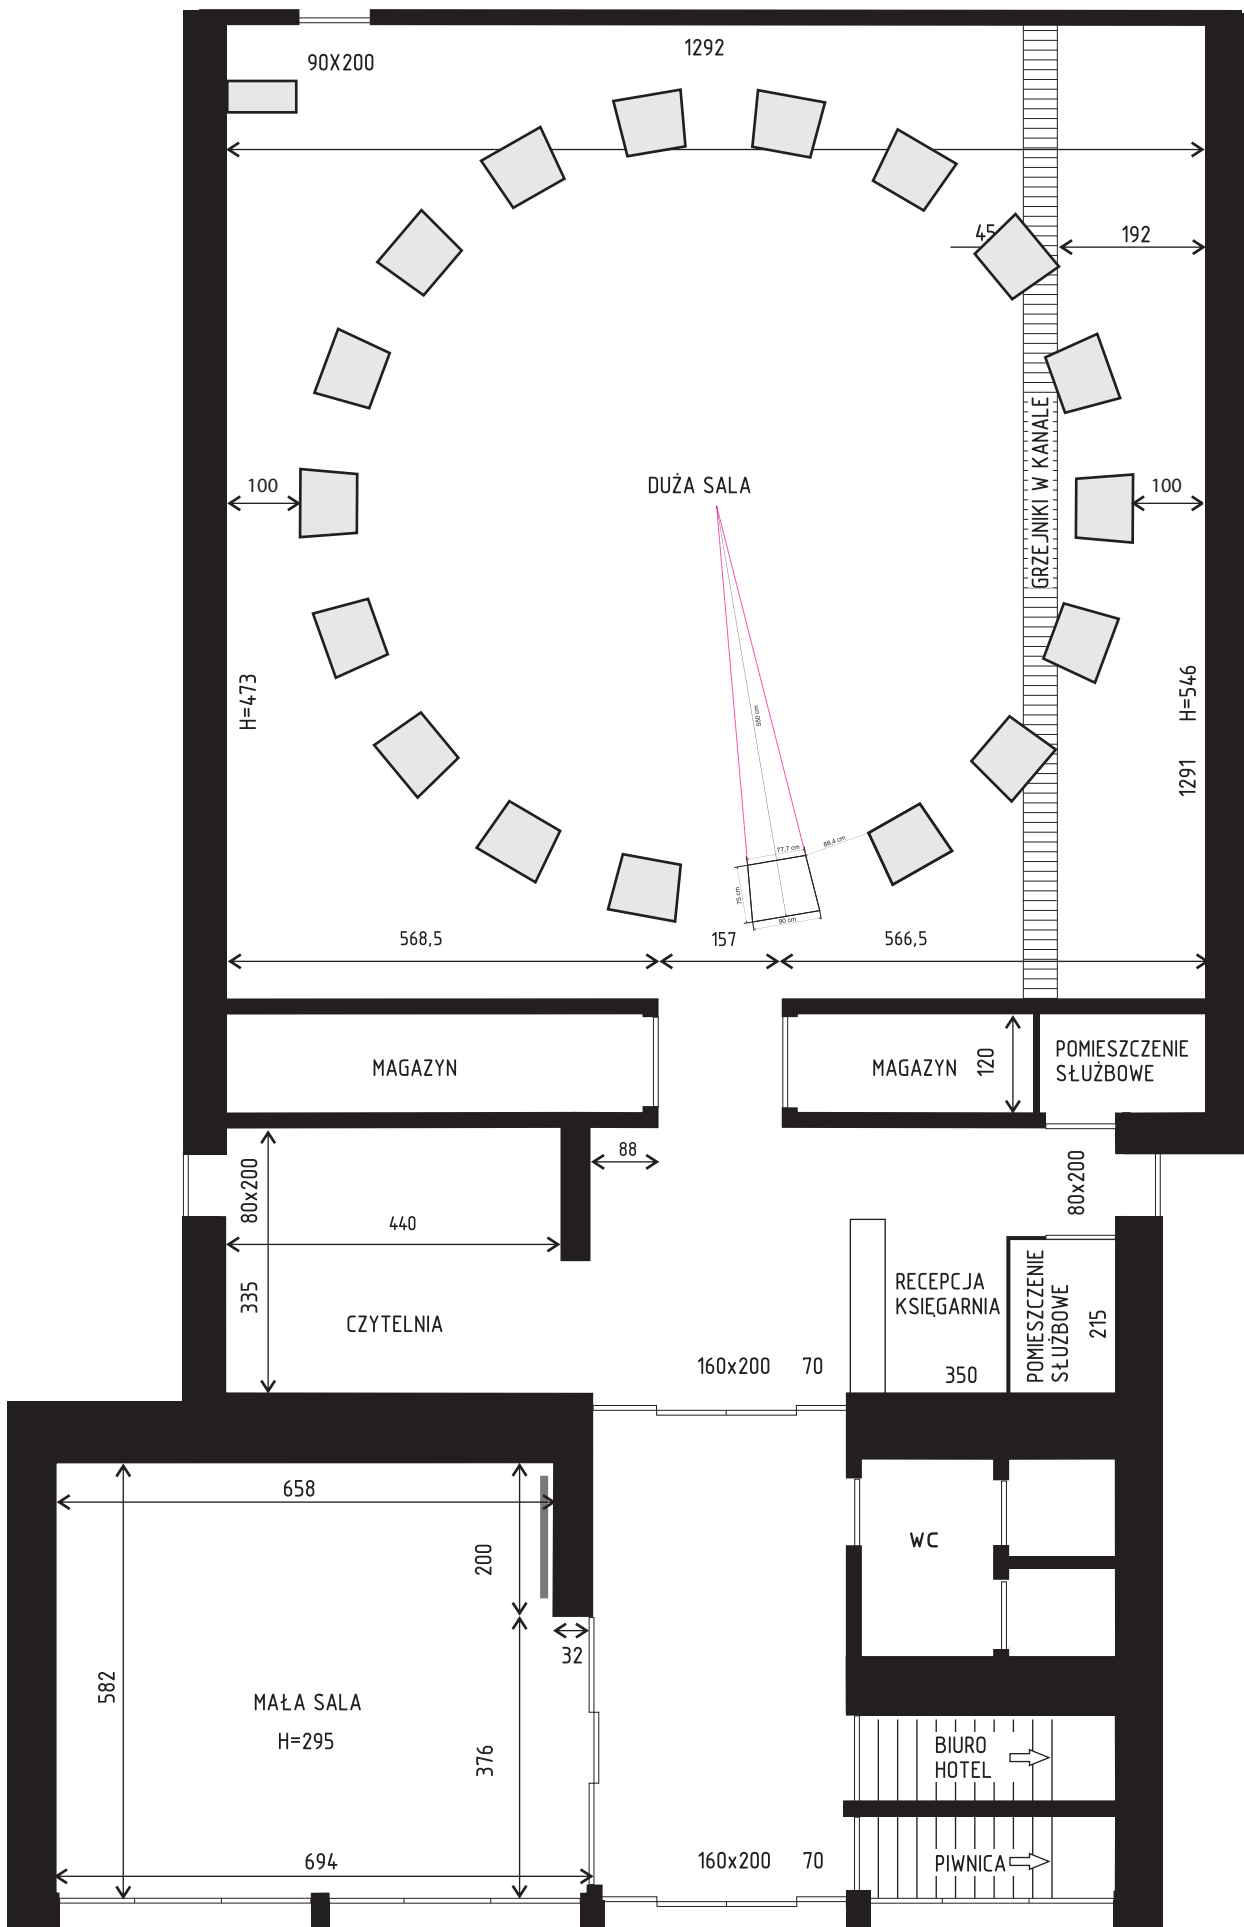 1292
90X200
45
192
GRZEJNIKI W KANALE
DUŻA SALA
100
100
H=473
1291 H=546
550 cm
77,7 cm
88,4 cm
75 cm
90 cm
568,5
157
566,5
MAGAZYN
MAGAZYN
120
POMIESZCZENIE
SŁUŻBOWE
88
80x200
80x200
440
335
CZYTELNIA
RECEPCJA
KSIĘGARNIA
POMIESZCZENIE
SŁUŻBOWE
215
160x200
70
350
658
200
WC
32
582
MAŁA SALA
H=295
376
BIURO
HOTEL
694
160x200
70
PIWNICA